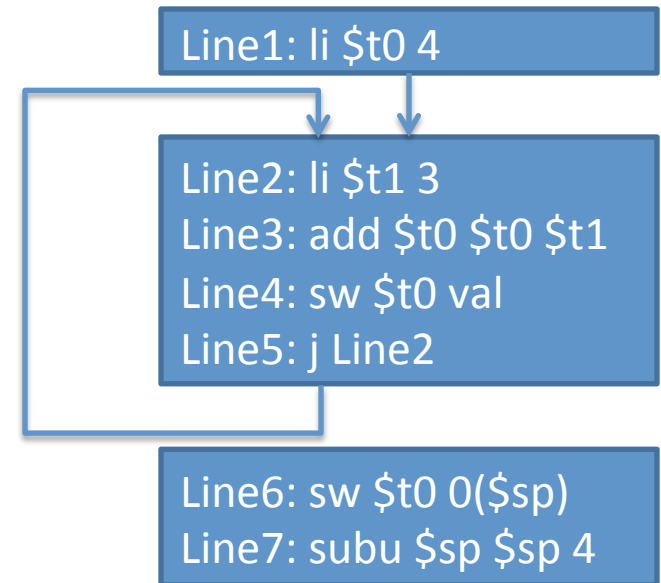 Line1: li $t0 4
Line2: li $t1 3
Line3: add $t0 $t0 $t1
Line4: sw $t0 val
Line5: j Line2
Line6: sw $t0 0($sp)
Line7: subu $sp $sp 4